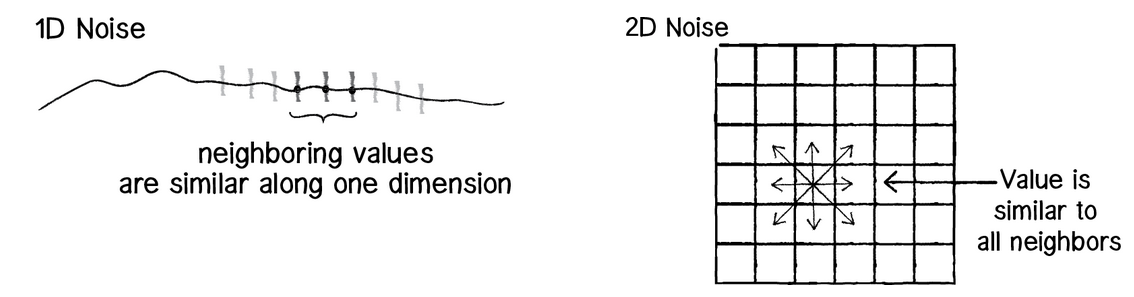 1D Noise
neighboring values
are similar along one dimension
2D Noise
Value is
similar to
all neighbors